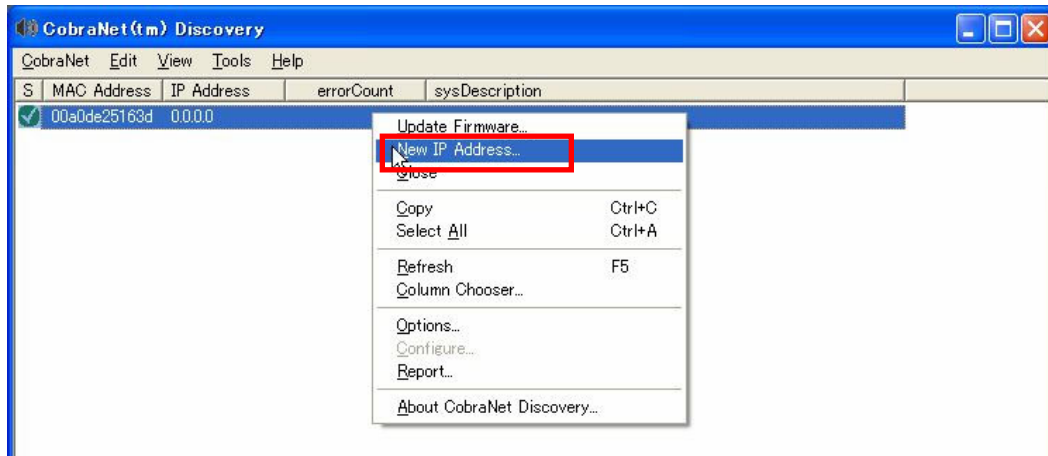 CobraNet(tm) Discovery
CobraNet Edit View Tools Help
S MAC Address IP Address errorCount sysDescription
00a0de25163d 0.0.0.0
Update Firmware...
New IP Address...
Close
Copy Ctrl+C
Select All Ctrl+A
Refresh F5
Column Chooser...
Options...
Configure...
Report...
About CobraNet Discovery...